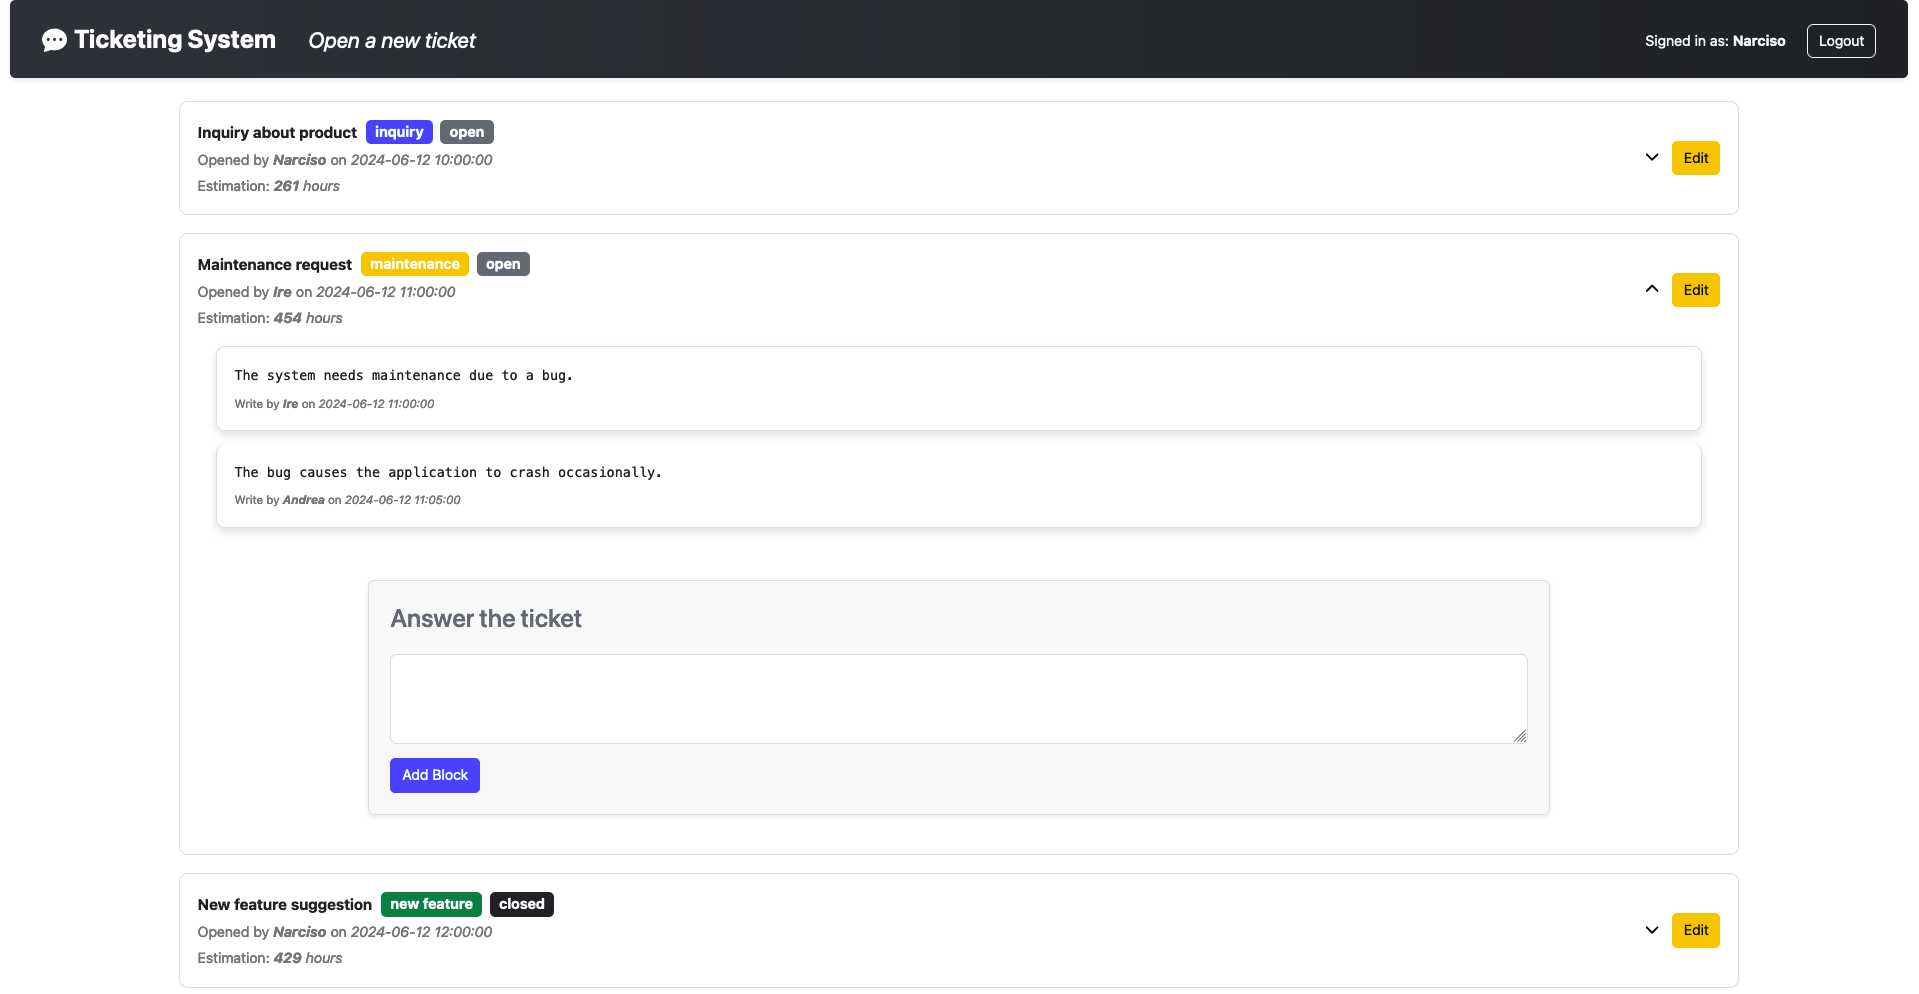 Ticketing System Open a new ticket Signed in as: Narciso Logout
Inquiry about product inquiry open
Opened by Narciso on 2024-06-12 10:00:00
Estimation: 261 hours
Edit
Maintenance request maintenance open
Opened by Ire on 2024-06-12 11:00:00
Estimation: 454 hours
Edit
The system needs maintenance due to a bug.
Write by Ire on 2024-06-12 11:00:00
The bug causes the application to crash occasionally.
Write by Andrea on 2024-06-12 11:05:00
Answer the ticket
Add Block
New feature suggestion new feature closed
Opened by Narciso on 2024-06-12 12:00:00
Estimation: 429 hours
Edit